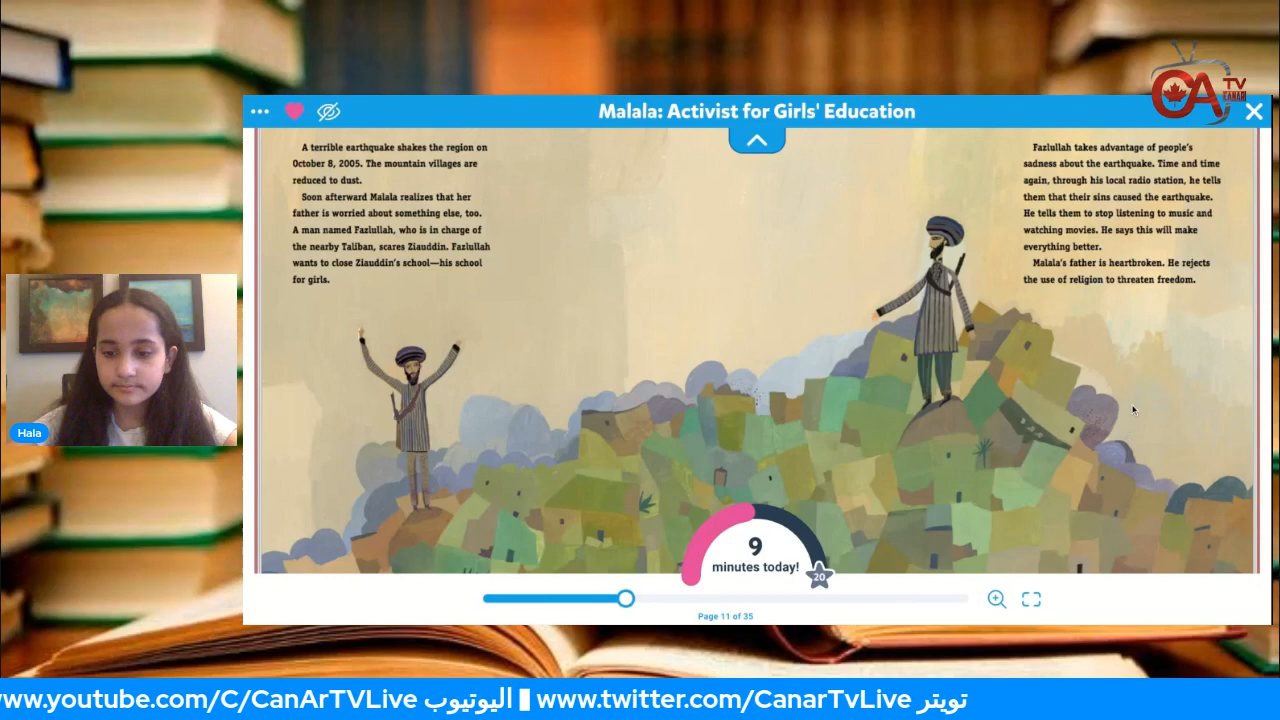 CA TV
KANARI
Malala: Activist for Girls' Education
A terrible earthquake shakes the region on
October 8, 2005. The mountain villages are
reduced to dust.
Soon afterward Malala realizes that her
father is worried about something else, too.
A man named Fazlullah, who is in charge of
the nearby Taliban, scares Ziauddin. Fazlullah
wants to close Ziauddin's school—his school
for girls.
Fazlullah takes advantage of people's
sadness about the earthquake. Time and time
again, through his local radio station, he tells
them that their sins caused the earthquake.
He tells them to stop listening to music and
watching movies. He says this will make
everything better.
Malala's father is heartbroken. He rejects
the use of religion to threaten freedom.
Hala
9
minutes today!
20
Page 11 of 35
www.youtube.com/C/CanArTVLive اليوتيوب www.twitter.com/CanarTvLive تويتر